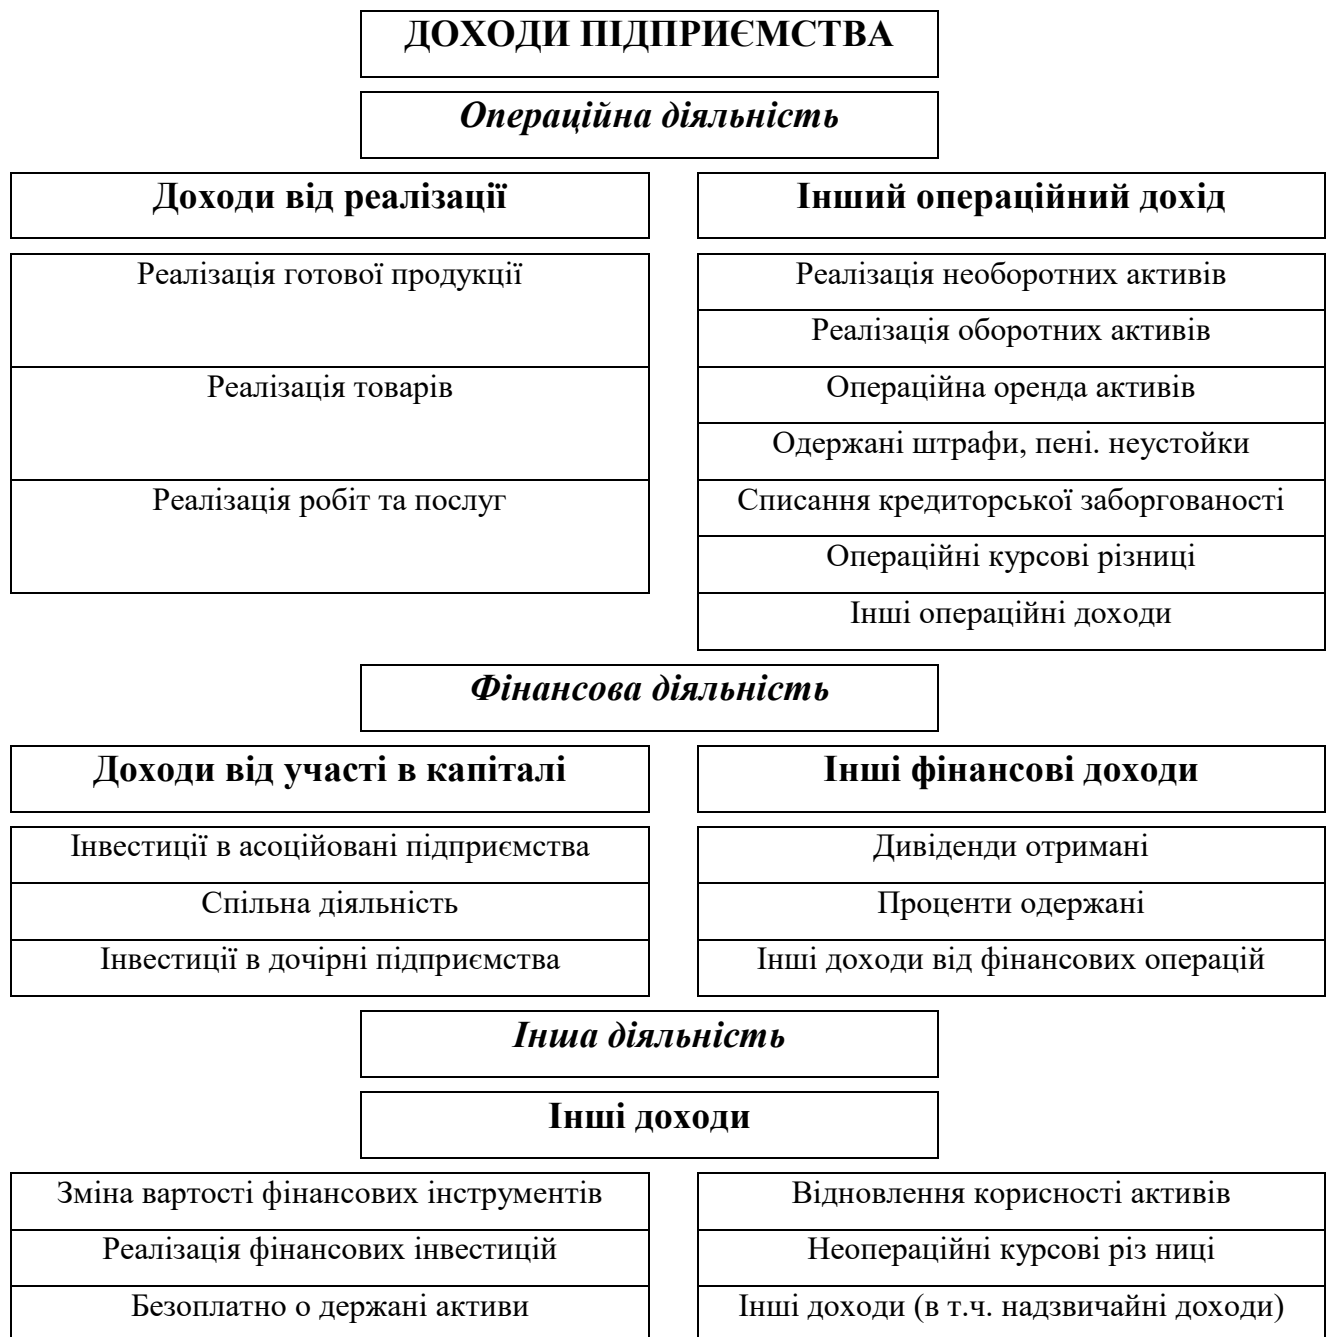 ДОХОДИ ПІДПРИЄМСТВА
Операційна діяльність
Доходи від реалізації
Реалізація готової продукції
Реалізація товарів
Реалізація робіт та послуг
Інший операційний дохід
Реалізація необоротних активів
Реалізація оборотних активів
Операційна оренда активів
Одержані штрафи, пені. неустойки
Списання кредиторської заборгованості
Операційні курсові різниці
Інші операційні доходи
Фінансова діяльність
Доходи від участі в капіталі
Інвестиції в асоційовані підприємства
Спільна діяльність
Інвестиції в дочірні підприємства
Інші фінансові доходи
Дивіденди отримані
Проценти одержані
Інші доходи від фінансових операцій
Інша діяльність
Інші доходи
Зміна вартості фінансових інструментів
Реалізація фінансових інвестицій
Безоплатно о держані активи
Відновлення корисності активів
Неопераційні курсові різ ниці
Інші доходи (в т.ч. надзвичайні доходи)